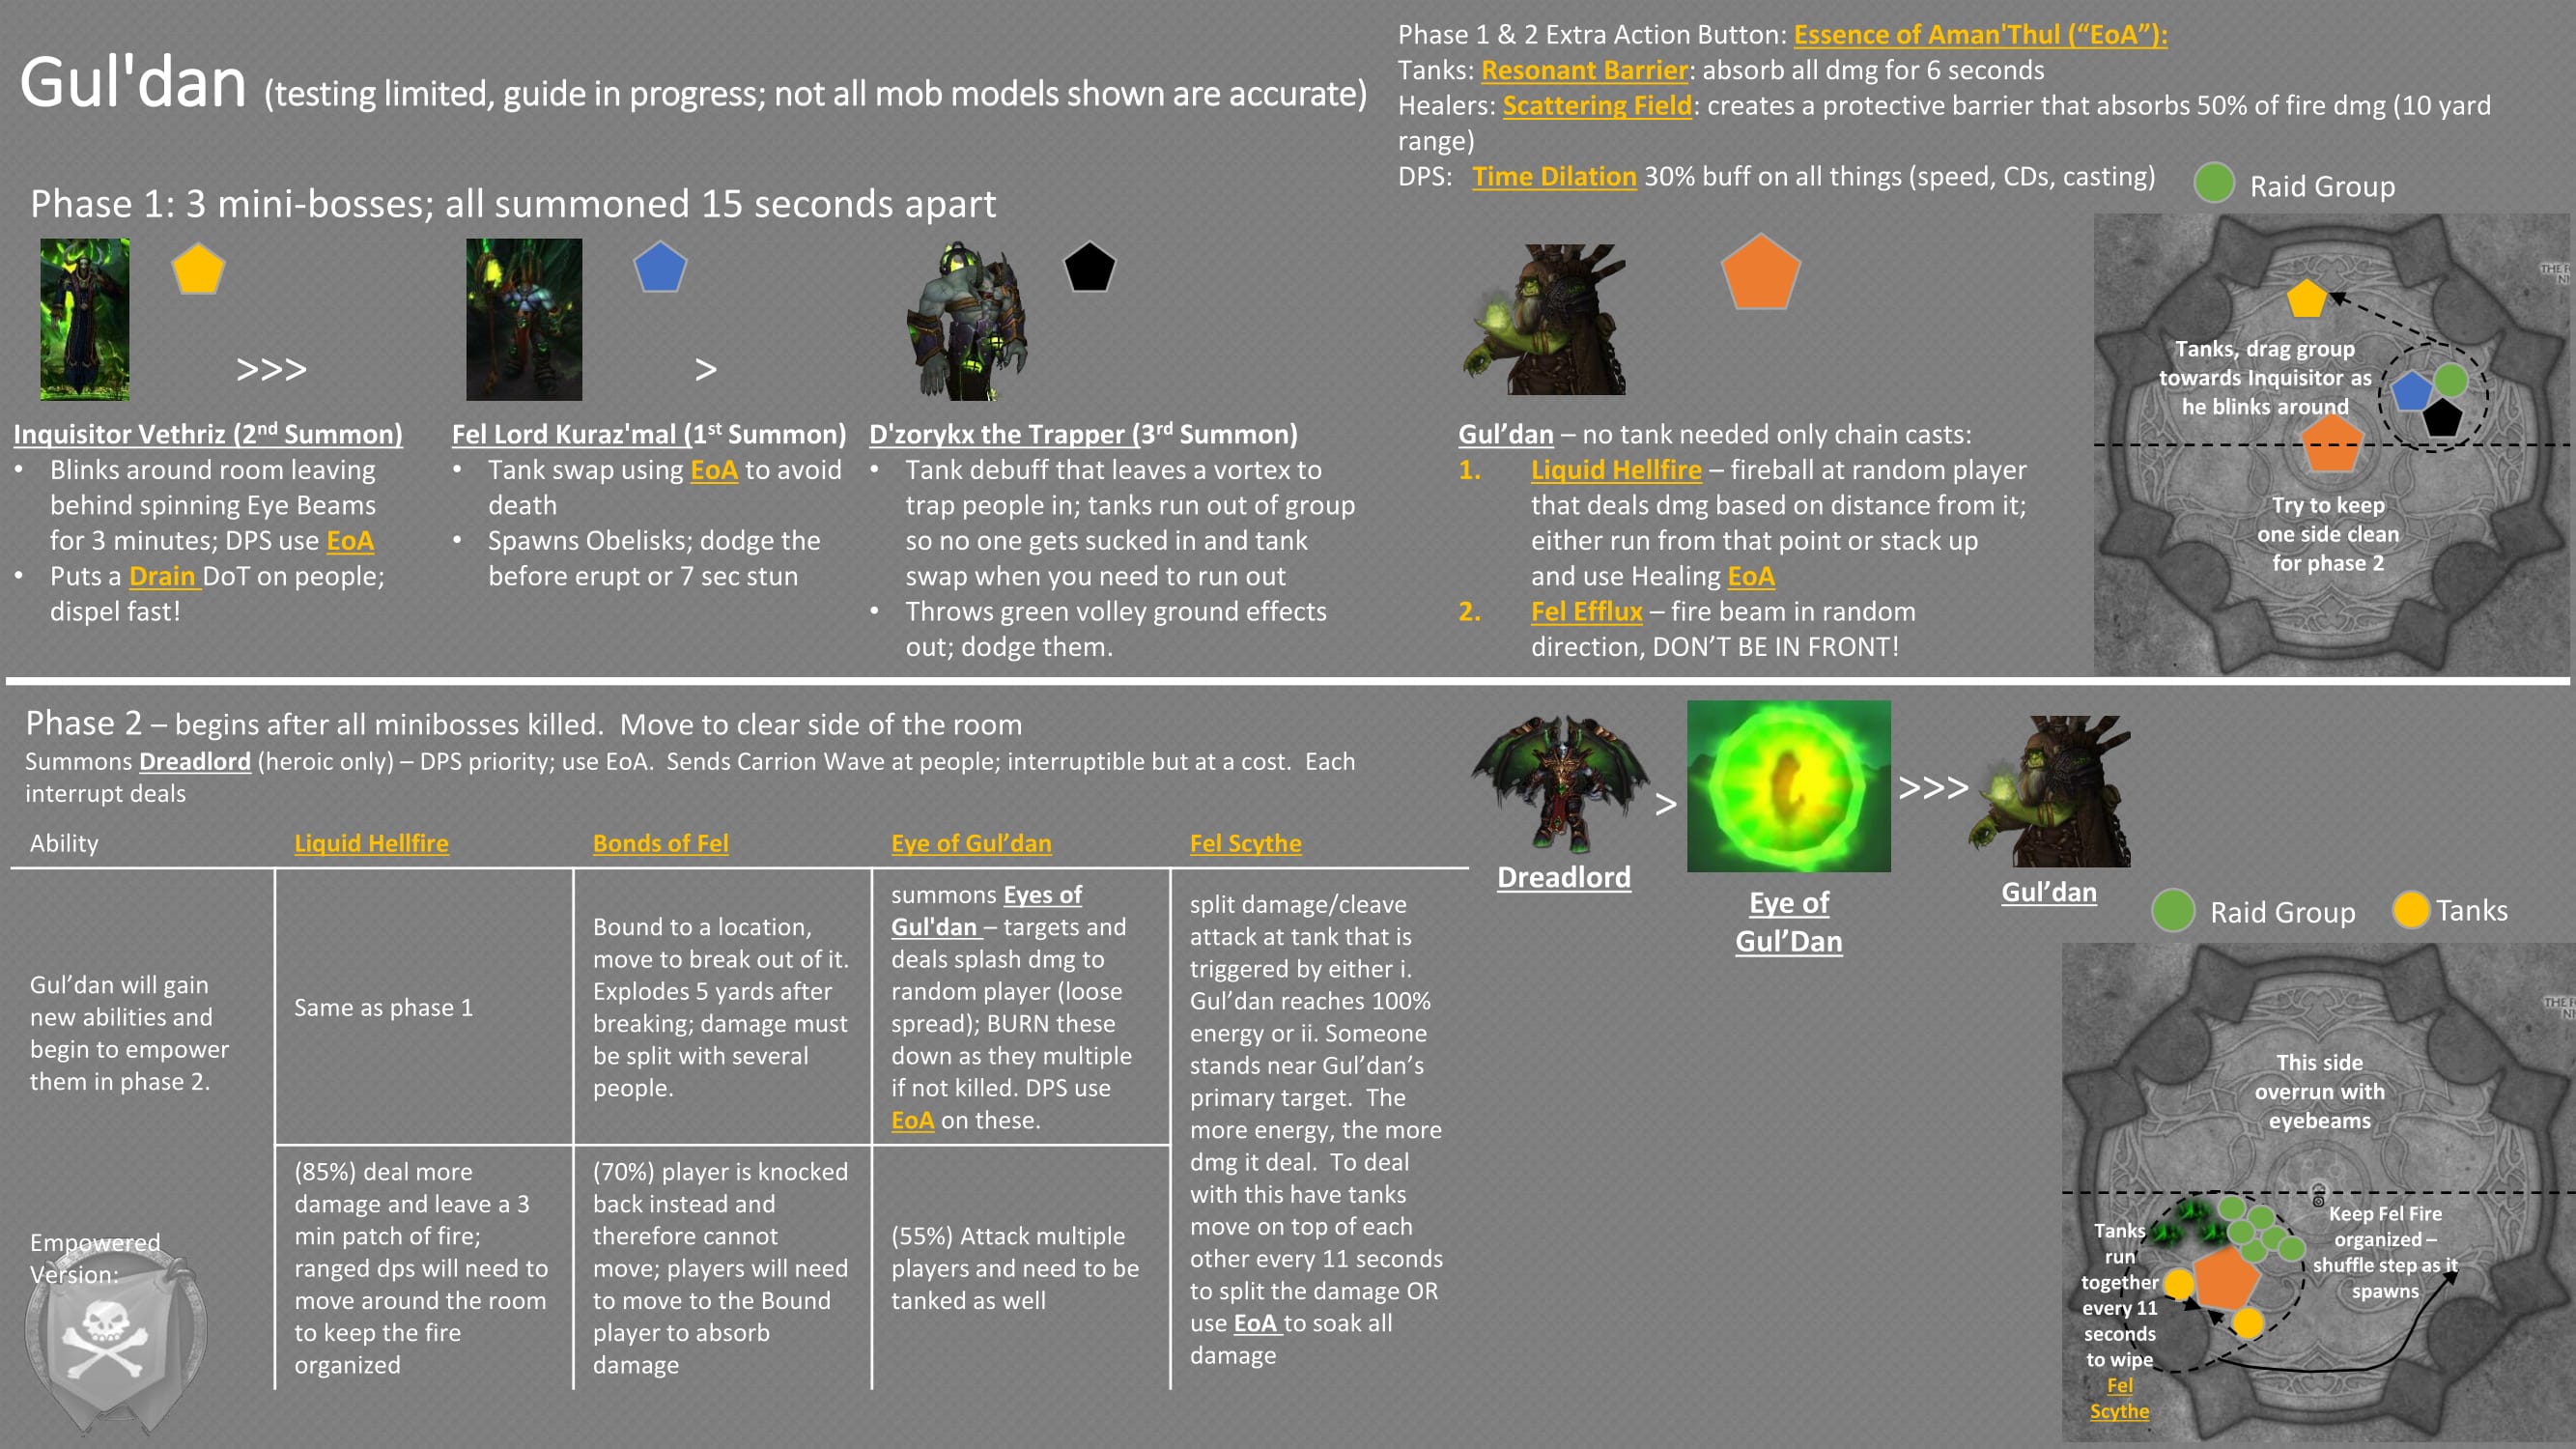 Gul'dan (testing limited, guide in progress; not all mob models shown are accurate)
Phase 1 & 2 Extra Action Button: Essence of Aman'Thul (“EoA”):
Tanks: Resonant Barrier: absorb all dmg for 6 seconds
Healers: Scattering Field: creates a protective barrier that absorbs 50% of fire dmg (10 yard
range)
DPS: Time Dilation 30% buff on all things (speed, CDs, casting)
Raid Group
Phase 1: 3 mini-bosses; all summoned 15 seconds apart
>>>
>
Inquisitor Vethriz (2nd Summon)
• Blinks around room leaving
behind spinning Eye Beams
for 3 minutes; DPS use EoA
• Puts a Drain DoT on people;
dispel fast!
Fel Lord Kuraz'mal (1st Summon)
• Tank swap using EoA to avoid
death
• Spawns Obelisks; dodge the
before erupt or 7 sec stun
D'zorykx the Trapper (3rd Summon)
• Tank debuff that leaves a vortex to
trap people in; tanks run out of group
so no one gets sucked in and tank
swap when you need to run out
• Throws green volley ground effects
out; dodge them.
Gul’dan – no tank needed only chain casts:
1. Liquid Hellfire – fireball at random player
that deals dmg based on distance from it;
either run from that point or stack up
and use Healing EoA
2. Fel Efflux – fire beam in random
direction, DON’T BE IN FRONT!
Tanks, drag group
towards Inquisitor as
he blinks around
Try to keep
one side clean
for phase 2
Phase 2 – begins after all minibosses killed. Move to clear side of the room
Summons Dreadlord (heroic only) – DPS priority; use EoA. Sends Carrion Wave at people; interruptible but at a cost. Each
interrupt deals
Ability
Liquid Hellfire
Bonds of Fel
Eye of Gul’dan
Fel Scythe
Gul’dan will gain
new abilities and
begin to empower
them in phase 2.
Same as phase 1
Bound to a location,
move to break out of it.
Explodes 5 yards after
breaking; damage must
be split with several
people.
summons Eyes of
Gul'dan – targets and
deals splash dmg to
random player (loose
spread); BURN these
down as they multiple
if not killed. DPS use
EoA on these.
split damage/cleave
attack at tank that is
triggered by either i.
Gul’dan reaches 100%
energy or ii. Someone
stands near Gul’dan’s
primary target. The
more energy, the more
dmg it deal. To deal
with this have tanks
move on top of each
other every 11 seconds
to split the damage OR
use EoA to soak all
damage
Empowered
Version:
(85%) deal more
damage and leave a 3
min patch of fire;
ranged dps will need to
move around the room
to keep the fire
organized
(70%) player is knocked
back instead and
therefore cannot
move; players will need
to move to the Bound
player to absorb
damage
(55%) Attack multiple
players and need to be
tanked as well
>
>>>
Dreadlord
Eye of
Gul’Dan
Gul’dan
Raid Group
Tanks
This side
overrun with
eyebeams
Keep Fel Fire
organized –
shuffle step as it
spawns
Tanks
run
together
every 11
seconds
to wipe
Fel
Scythe